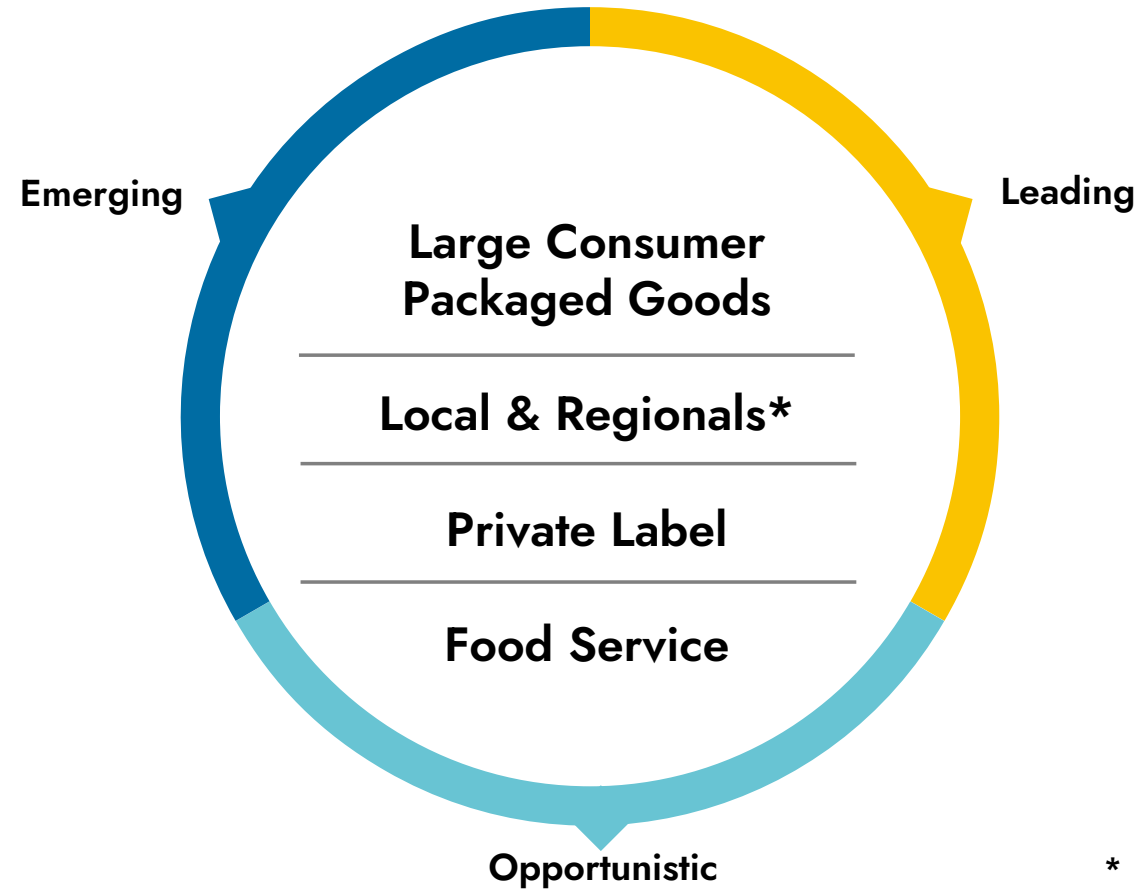 Emerging
Leading
Large Consumer
Packaged Goods
Local & Regionals*
Private Label
Food Service
Opportunistic
*